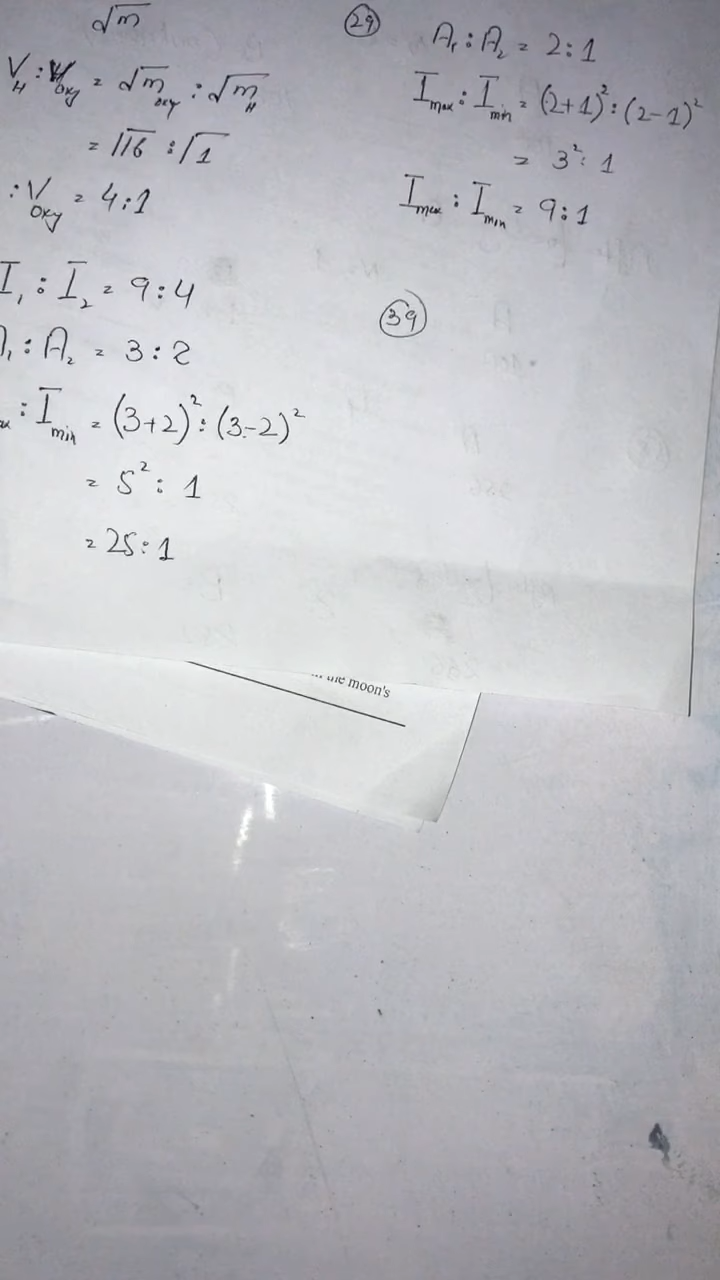 √m
V_H : V_oxy = √m_oxy : √m_H
= √16 : √1
: V_oxy = 4:1
I₁ : I₂ = 9:4
A₁ : A₂ = 3:2
: I_min = (3+2)² : (3-2)²
= 5² : 1
= 25:1
29
A₁ : A₂ = 2:1
I_max : I_min = (2+1)² : (2-1)²
= 3² : 1
I_max : I_min = 9:1
39
the moon's